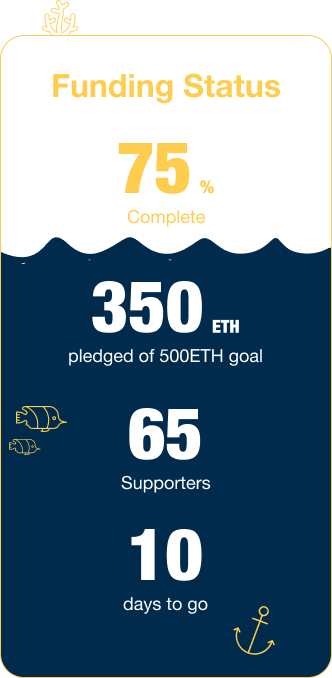 Funding Status
75 %
Complete
350 ETH
pledged of 500ETH goal
65
Supporters
10
days to go